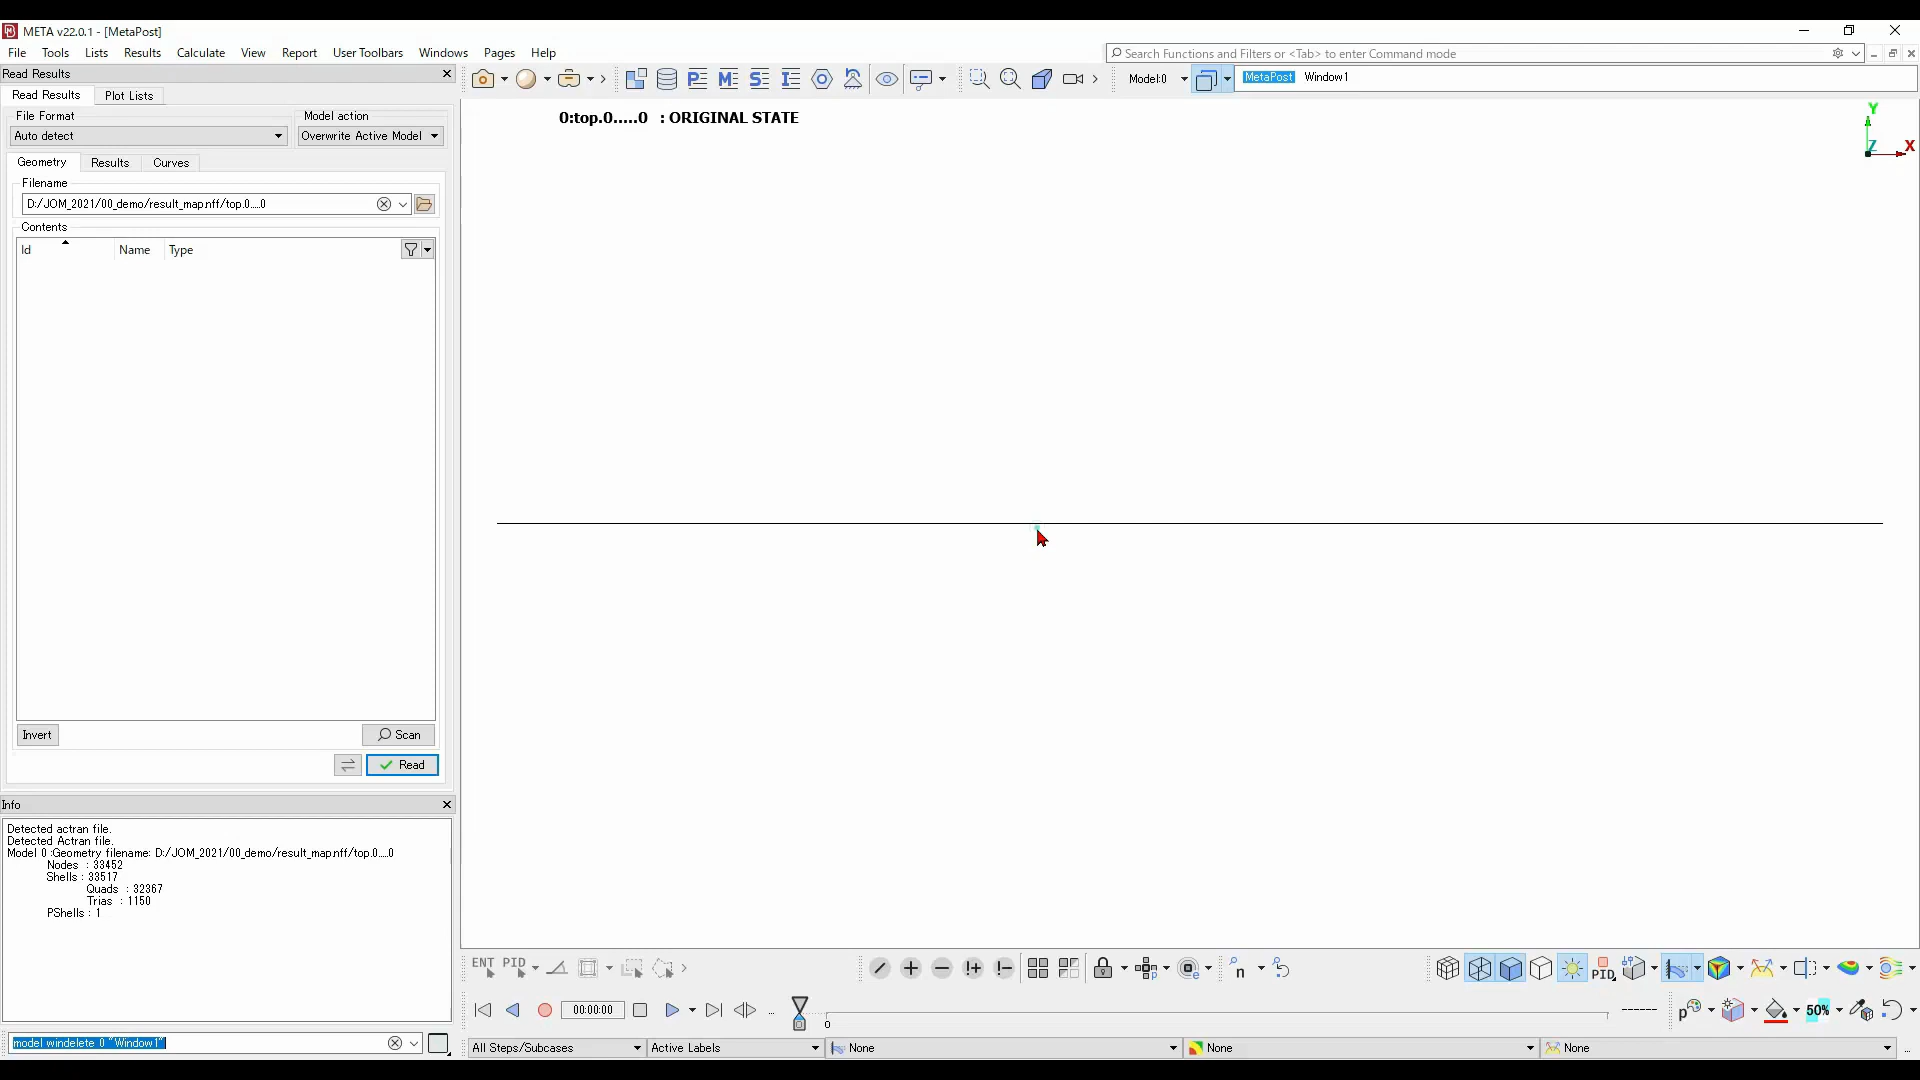 META v22.0.1 - [MetaPost]
File Tools Lists Results Calculate View Report User Toolbars Windows Pages Help
Search Functions and Filters or <Tab> to enter Command mode
Read Results
Read Results Plot Lists
Model:0
MetaPost Window1
File Format Model action
Auto detect Overwrite Active Model
Geometry Results Curves
Filename
D:/JOM_2021/00_demo/result_map.nff/top.0.....0
Contents
Id Name Type
0:top.0.....0 : ORIGINAL STATE
Y
Z X
Invert Scan
Read
Info
Detected actran file.
Detected Actran file.
Model 0 :Geometry filename: D:/JOM_2021/00_demo/result_map.nff/top.0.....0
Nodes : 33452
Shells : 33517
Quads : 32367
Trias : 1150
PShells : 1
model windelete 0 "Window1"
ENT PID
n
PID
00:00:00
0
50%
All Steps/Subcases Active Labels None None None